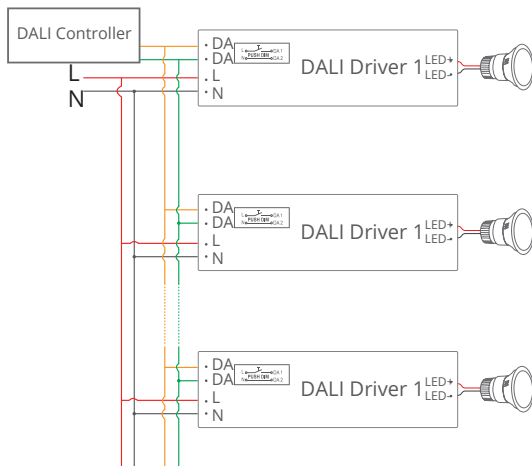 DALI Controller
L
N
DA
DA
L
N
L DA1
N DA2
PUSH DIM
DALI Driver 1
LED+
LED-
DA
DA
L
N
L DA1
N DA2
PUSH DIM
DALI Driver 1
LED+
LED-
DA
DA
L
N
L DA1
N DA2
PUSH DIM
DALI Driver 1
LED+
LED-